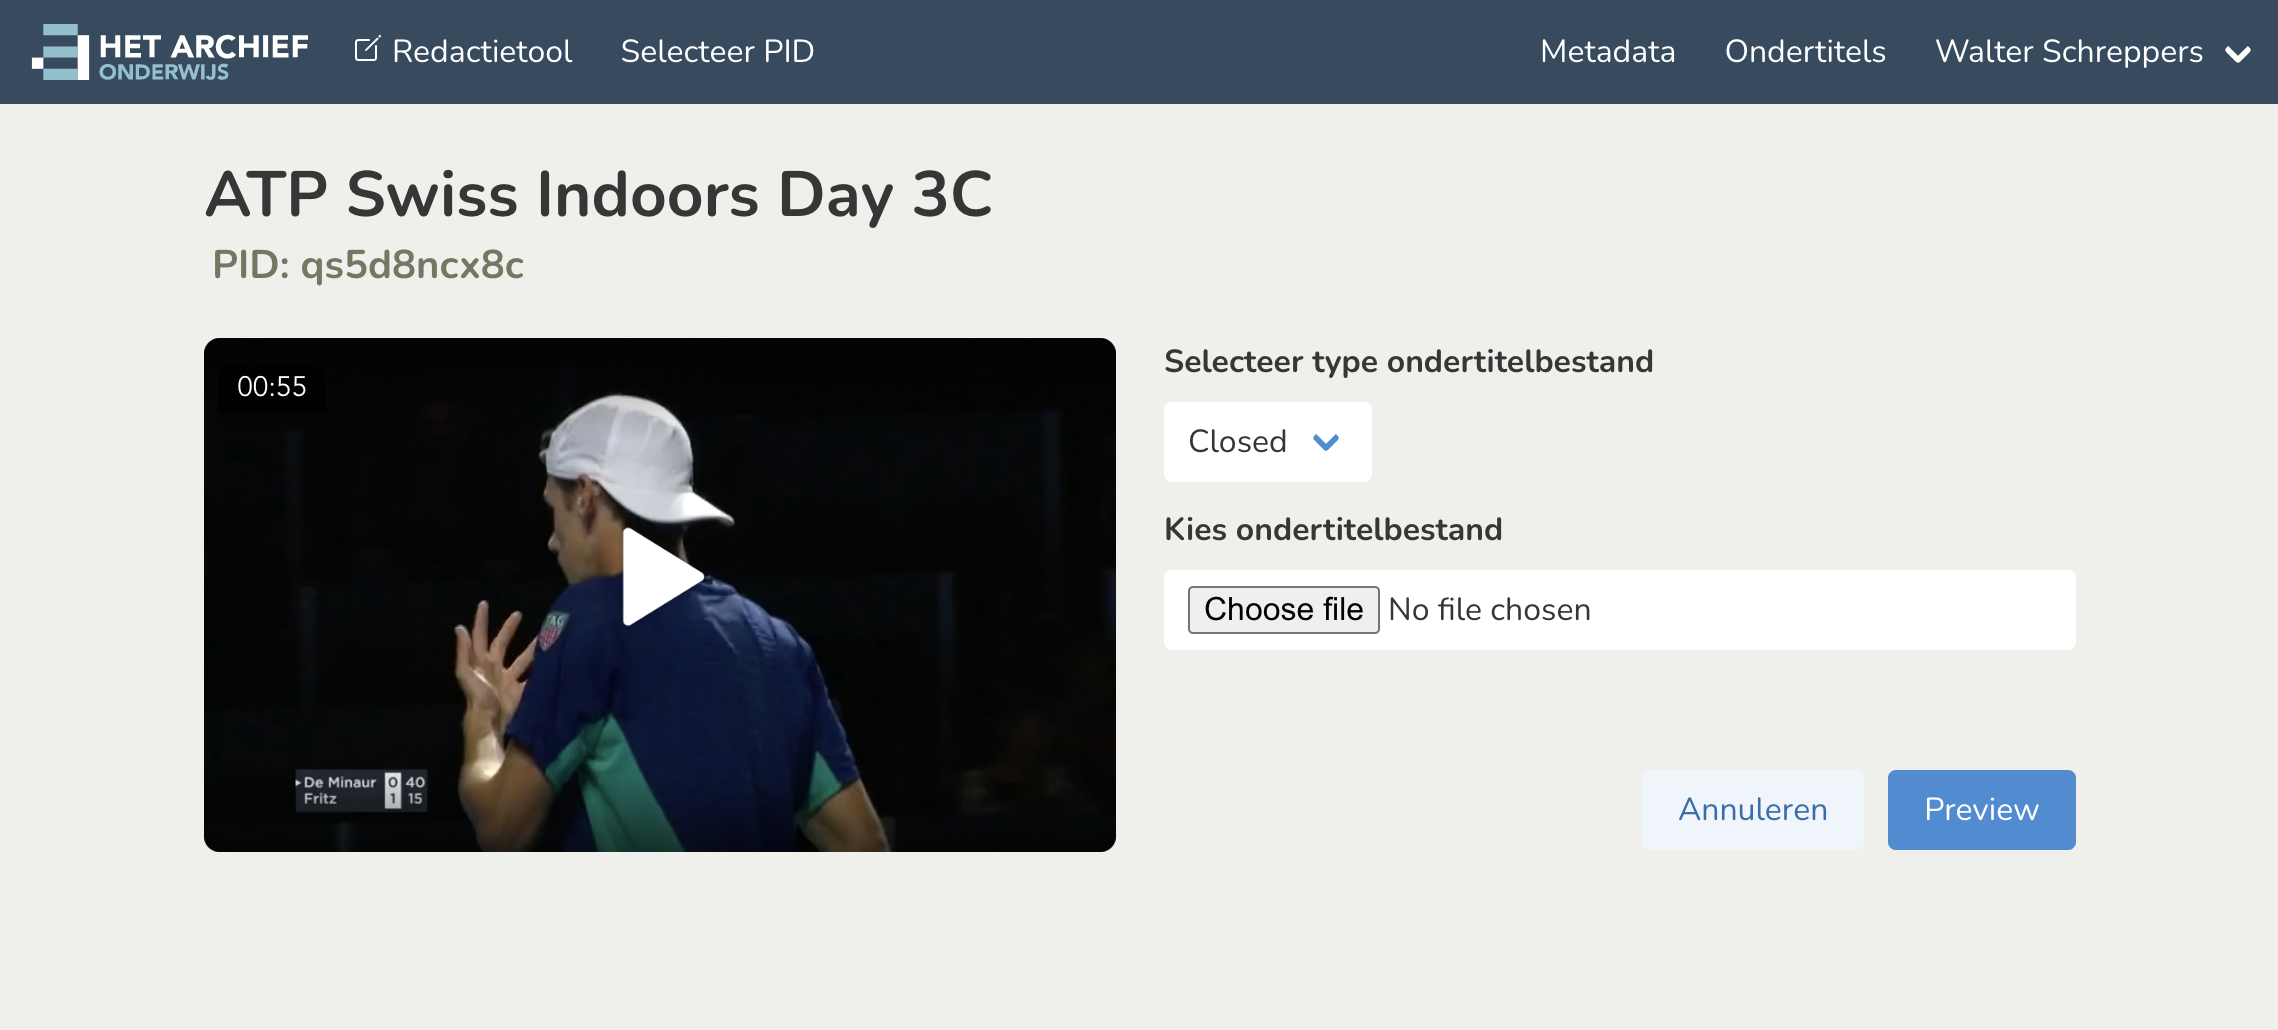 HET ARCHIEF
ONDERWIJS
Redactietool
Selecteer PID
Metadata
Ondertitels
Walter Schreppers
ATP Swiss Indoors Day 3C
PID: qs5d8ncx8c
00:55
TAG
De Minaur 0 40
Fritz 1 15
Selecteer type ondertitelbestand
Closed
Kies ondertitelbestand
Choose file No file chosen
Annuleren
Preview